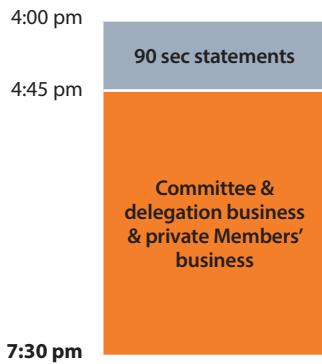 4:00 pm
90 sec statements
4:45 pm
Committee &
delegation business
& private Members’
business
7:30 pm